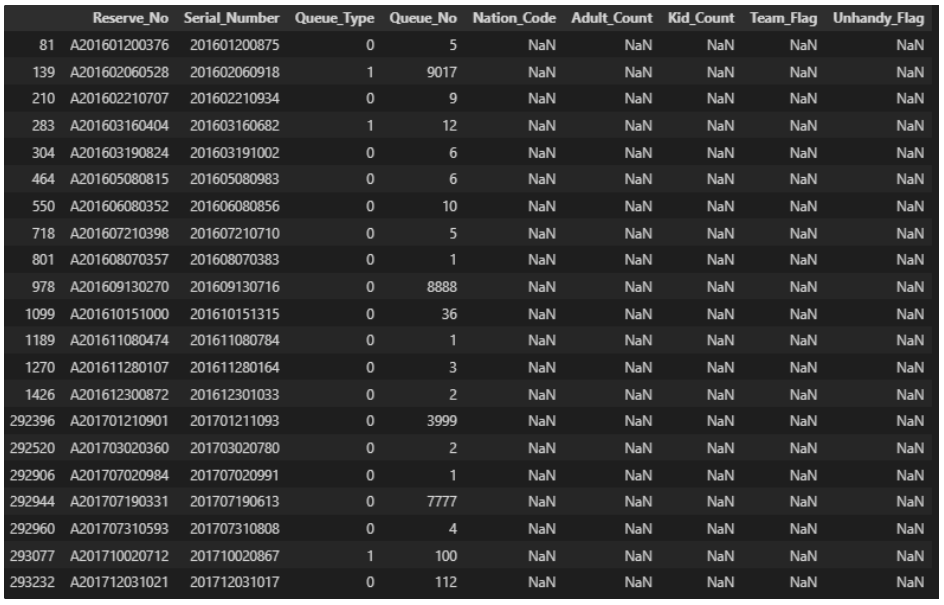 Reserve_No Serial_Number Queue_Type Queue_No Nation_Code Adult_Count Kid_Count Team_Flag Unhandy_Flag
81 A201601200376 201601200875 0 5 NaN NaN NaN NaN NaN
139 A201602060528 201602060918 1 9017 NaN NaN NaN NaN NaN
210 A201602210707 201602210934 0 9 NaN NaN NaN NaN NaN
283 A201603160404 201603160682 1 12 NaN NaN NaN NaN NaN
304 A201603190824 201603191002 0 6 NaN NaN NaN NaN NaN
464 A201605080815 201605080983 0 6 NaN NaN NaN NaN NaN
550 A201606080352 201606080856 0 10 NaN NaN NaN NaN NaN
718 A201607210398 201607210710 0 5 NaN NaN NaN NaN NaN
801 A201608070357 201608070383 0 1 NaN NaN NaN NaN NaN
978 A201609130270 201609130716 0 8888 NaN NaN NaN NaN NaN
1099 A201610151000 201610151315 0 36 NaN NaN NaN NaN NaN
1189 A201611080474 201611080784 0 1 NaN NaN NaN NaN NaN
1270 A201611280107 201611280164 0 3 NaN NaN NaN NaN NaN
1426 A201612300872 201612301033 0 2 NaN NaN NaN NaN NaN
292396 A201701210901 201701211093 0 3999 NaN NaN NaN NaN NaN
292520 A201703020360 201703020780 0 2 NaN NaN NaN NaN NaN
292906 A201707020984 201707020991 0 1 NaN NaN NaN NaN NaN
292944 A201707190331 201707190613 0 7777 NaN NaN NaN NaN NaN
292960 A201707310593 201707310808 0 4 NaN NaN NaN NaN NaN
293077 A201710020712 201710020867 1 100 NaN NaN NaN NaN NaN
293232 A201712031021 201712031017 0 112 NaN NaN NaN NaN NaN